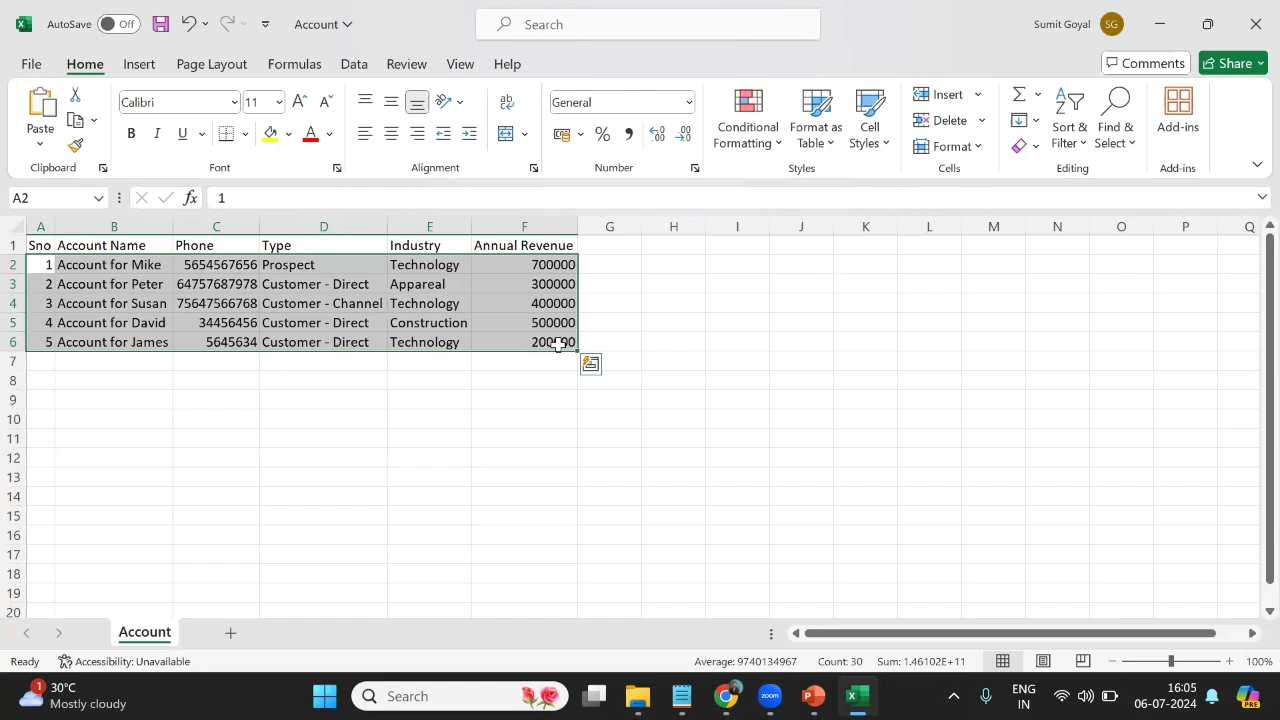 AutoSave Off Account Search Sumit Goyal SG
File Home Insert Page Layout Formulas Data Review View Help Comments Share
Paste Calibri 11 A A ab General Conditional Formatting Format as Table Cell Styles Insert Delete Format Sort & Filter Find & Select Add-ins
B I U A % 9
Clipboard Font Alignment Number Styles Cells Editing Add-ins
A2 fx 1
A B C D E F G H I J K L M N O P Q
1 Sno Account Name Phone Type Industry Annual Revenue
2 1 Account for Mike 5654567656 Prospect Technology 700000
3 2 Account for Peter 64757687978 Customer - Direct Appareal 300000
4 3 Account for Susan 75647566768 Customer - Channel Technology 400000
5 4 Account for David 34456456 Customer - Direct Construction 500000
6 5 Account for James 5645634 Customer - Direct Technology 200000
7
8
9
10
11
12
13
14
15
16
17
18
19
20
Account
Ready Accessibility: Unavailable Average: 9740134967 Count: 30 Sum: 1.46102E+11 100%
1 30°C Mostly cloudy Search zoom ENG IN 16:05 06-07-2024 PRE